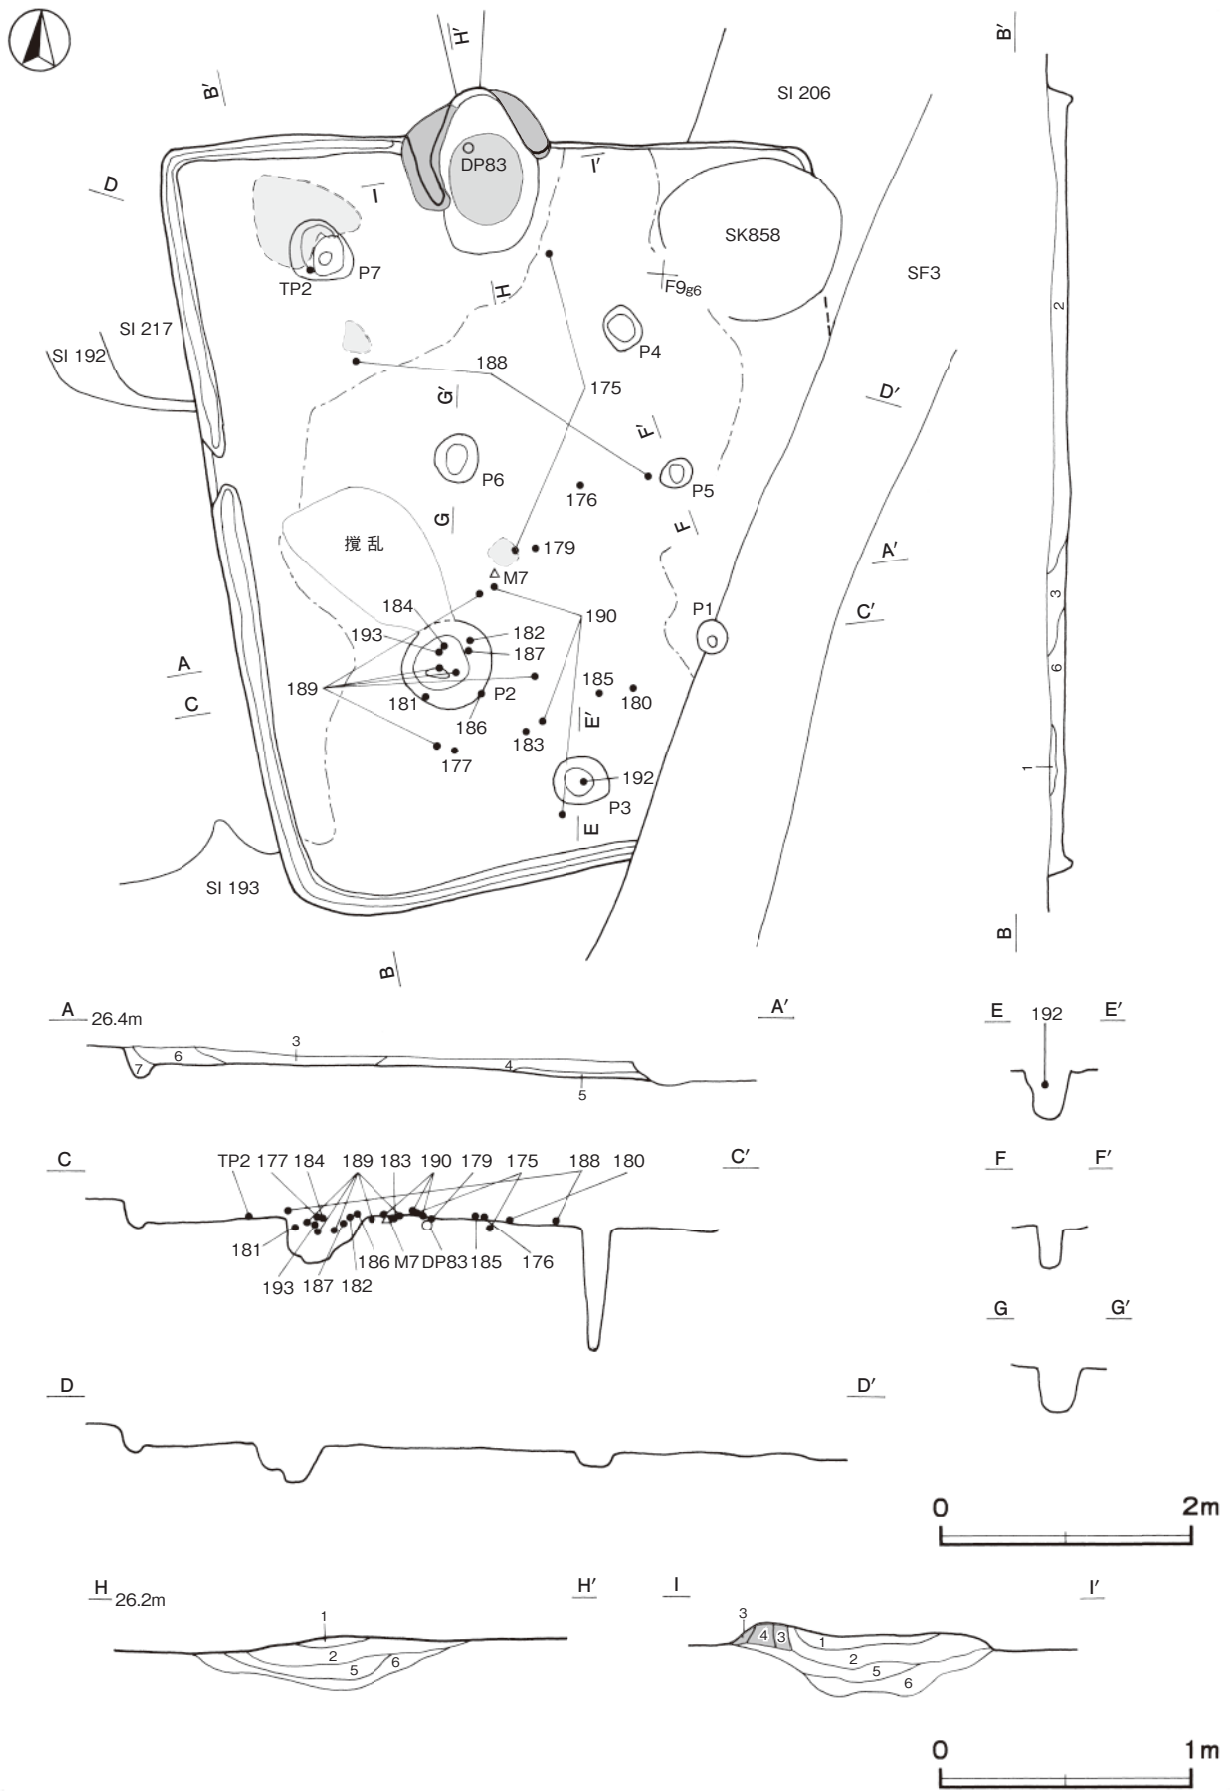 H′
B′
B′
SI 206
DP83
I′
D
I
SK858
SF3
P7
TP2
H
F9g6
2
SI 217
P4
SI 192
188
175
G′
D′
F′
P6
P5
176
G
F
撹乱
A′
179
M7
3
184
190
P1
C′
193
182
187
A
6
189
185
C
181
P2
180
186
E′
183
177
1
192
P3
E
SI 193
B
B
A 26.4m
A′
E 192 E′
3
6
4
7
5
C
TP2 177 184 189 183 190 179 175 188 180
C′
F F′
181
186 M7 DP83 185 176
193 187 182
G G′
D
D′
0 2m
H 26.2m
H′
I
I′
1
3
4 3 1
2
2
5 6
5
6
0 1m